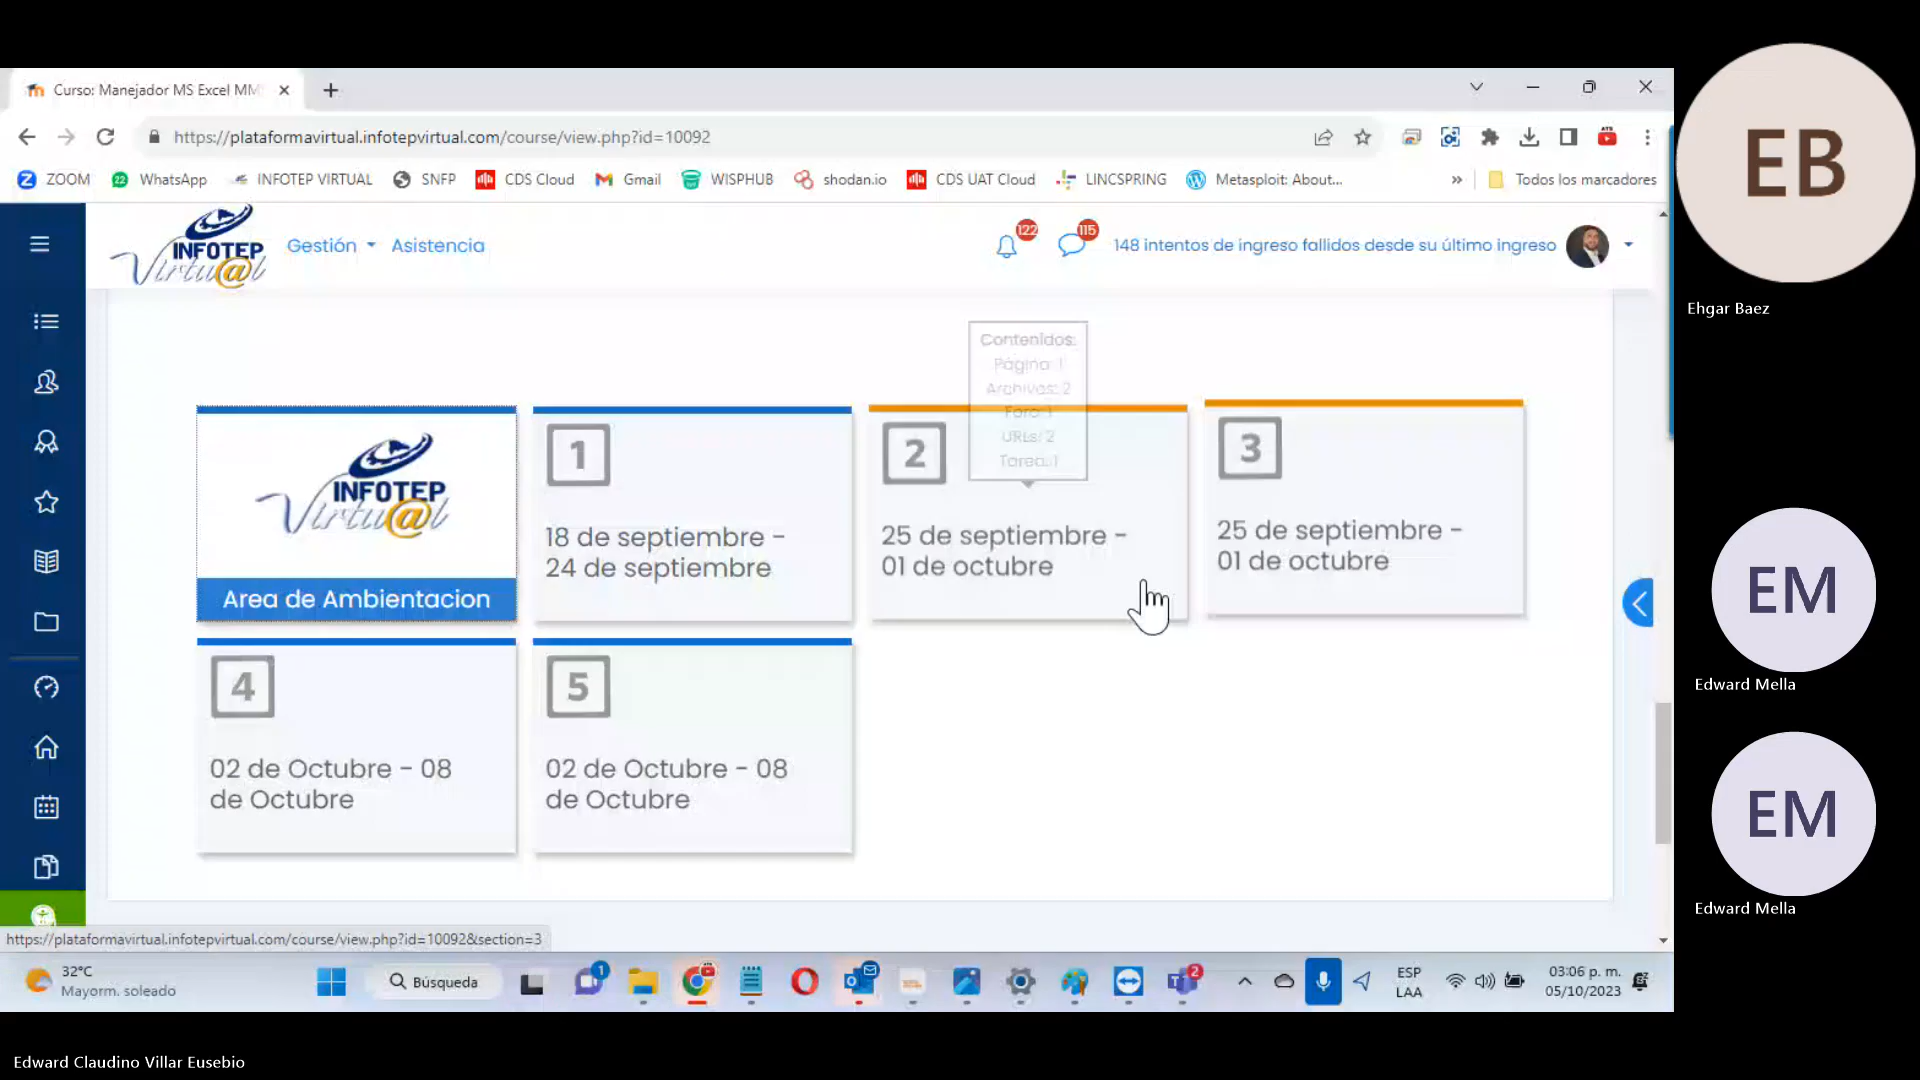 Curso: Manejador MS Excel MM
https://plataformavirtual.infotepvirtual.com/course/view.php?id=10092
ZOOM
WhatsApp
INFOTEP VIRTUAL
SNFP
CDS Cloud
Gmail
WISPHUB
shodan.io
CDS UAT Cloud
LINCSPRING
Metasploit: About...
»
Todos los marcadores
INFOTEP
Virtu@l
Gestión
Asistencia
122
115
148 intentos de ingreso fallidos desde su último ingreso
Contenidos:
Página: 1
Archivos: 2
Foro: 1
URLs: 2
Tarea: 1
INFOTEP
Virtu@l
Area de Ambientacion
1
18 de septiembre -
24 de septiembre
2
25 de septiembre -
01 de octubre
3
25 de septiembre -
01 de octubre
4
02 de Octubre - 08
de Octubre
5
02 de Octubre - 08
de Octubre
https://plataformavirtual.infotepvirtual.com/course/view.php?id=10092&section=3
32°C
Mayorm. soleado
Búsqueda
1
2
ESP
LAA
03:06 p. m.
05/10/2023
EB
Ehgar Baez
EM
Edward Mella
EM
Edward Mella
Edward Claudino Villar Eusebio